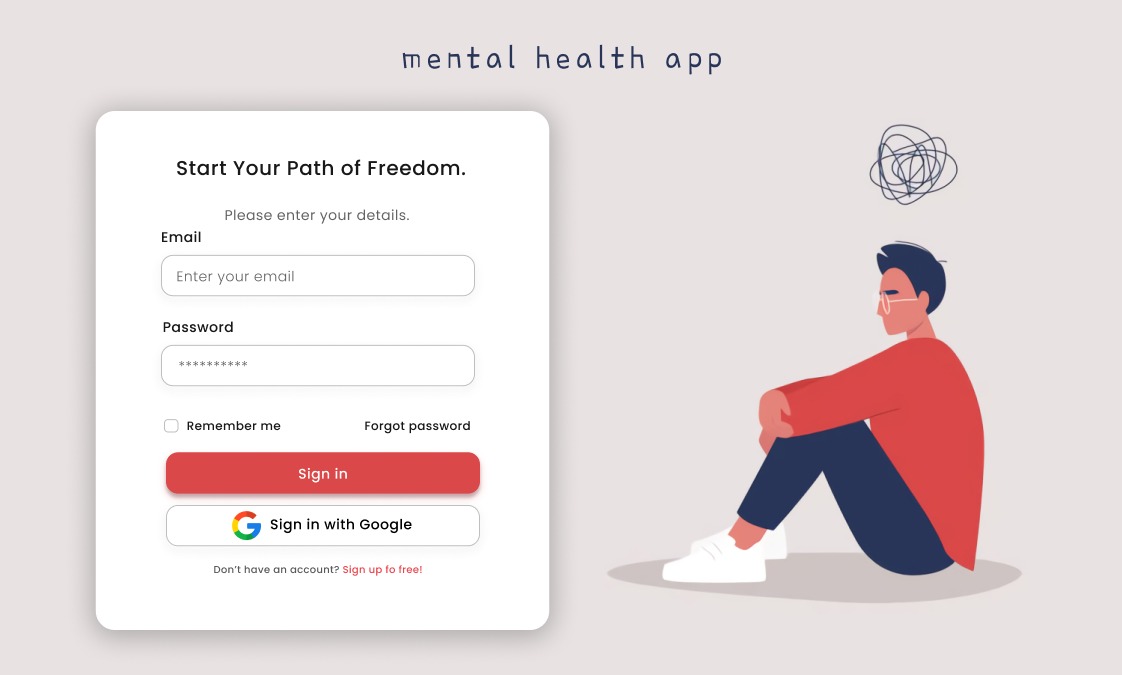 mental health app
Start Your Path of Freedom.
Please enter your details.
Email
Enter your email
Password
**********
Remember me
Forgot password
Sign in
Sign in with Google
Don't have an account? Sign up fo free!